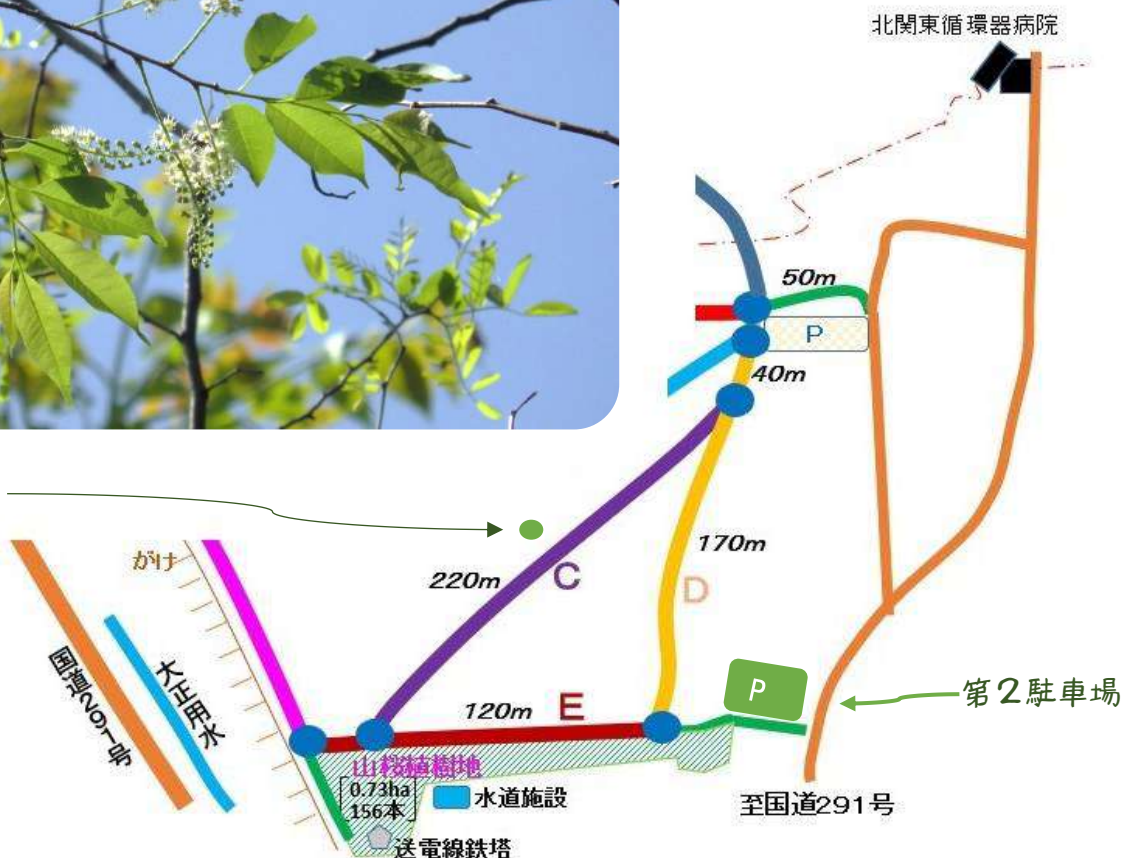 北関東循環器病院
50m
P
40m
170m
220m
C
D
がけ
国道291号
大正用水
P
第2駐車場
120m
E
山桜植樹地
0.73ha
156本
水道施設
送電線鉄塔
至国道291号